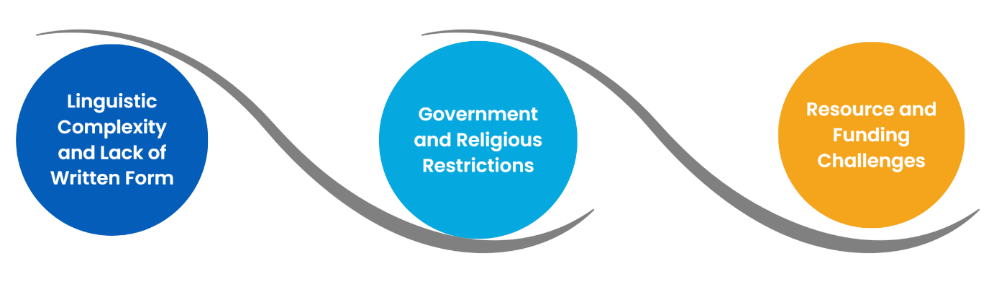 Linguistic
Complexity
and Lack of
Written Form
Government
and Religious
Restrictions
Resource and
Funding
Challenges